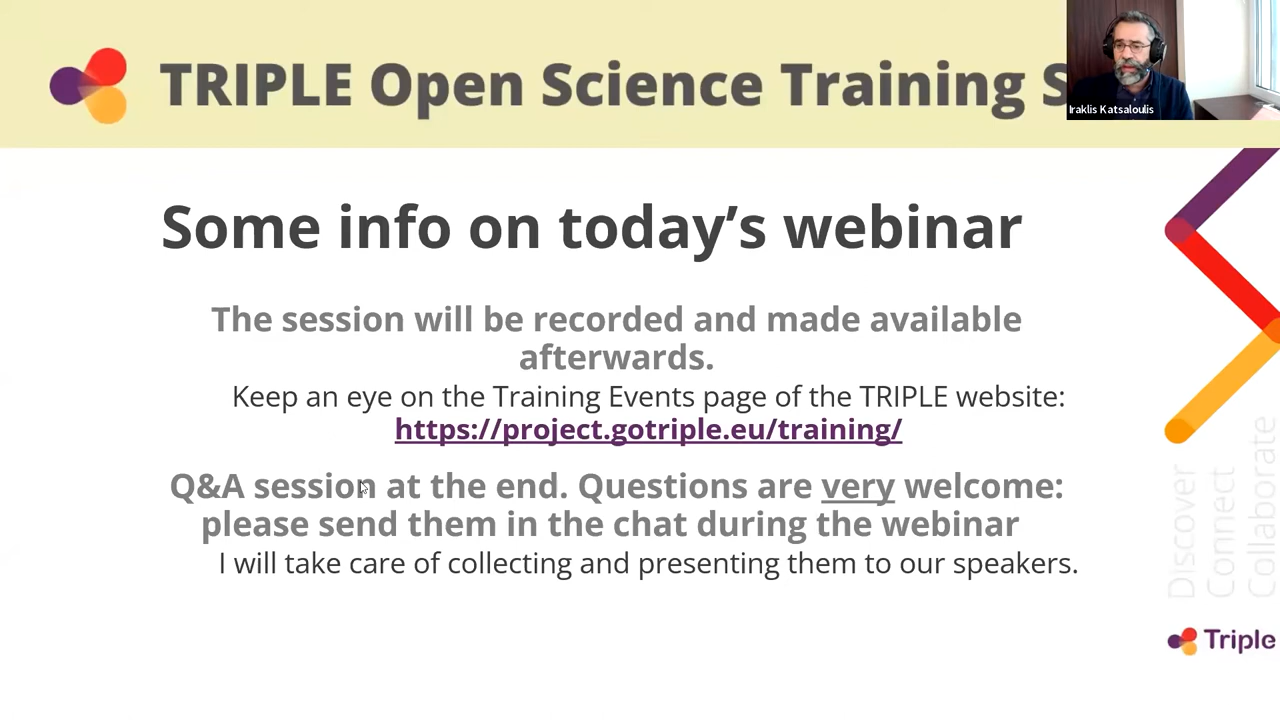 TRIPLE Open Science Training S
Iraklis Katsaloulis
Some info on today’s webinar
The session will be recorded and made available
afterwards.
Keep an eye on the Training Events page of the TRIPLE website:
https://project.gotriple.eu/training/
Q&A session at the end. Questions are very welcome:
please send them in the chat during the webinar
I will take care of collecting and presenting them to our speakers.
Discover
Connect
Collaborate
Triple